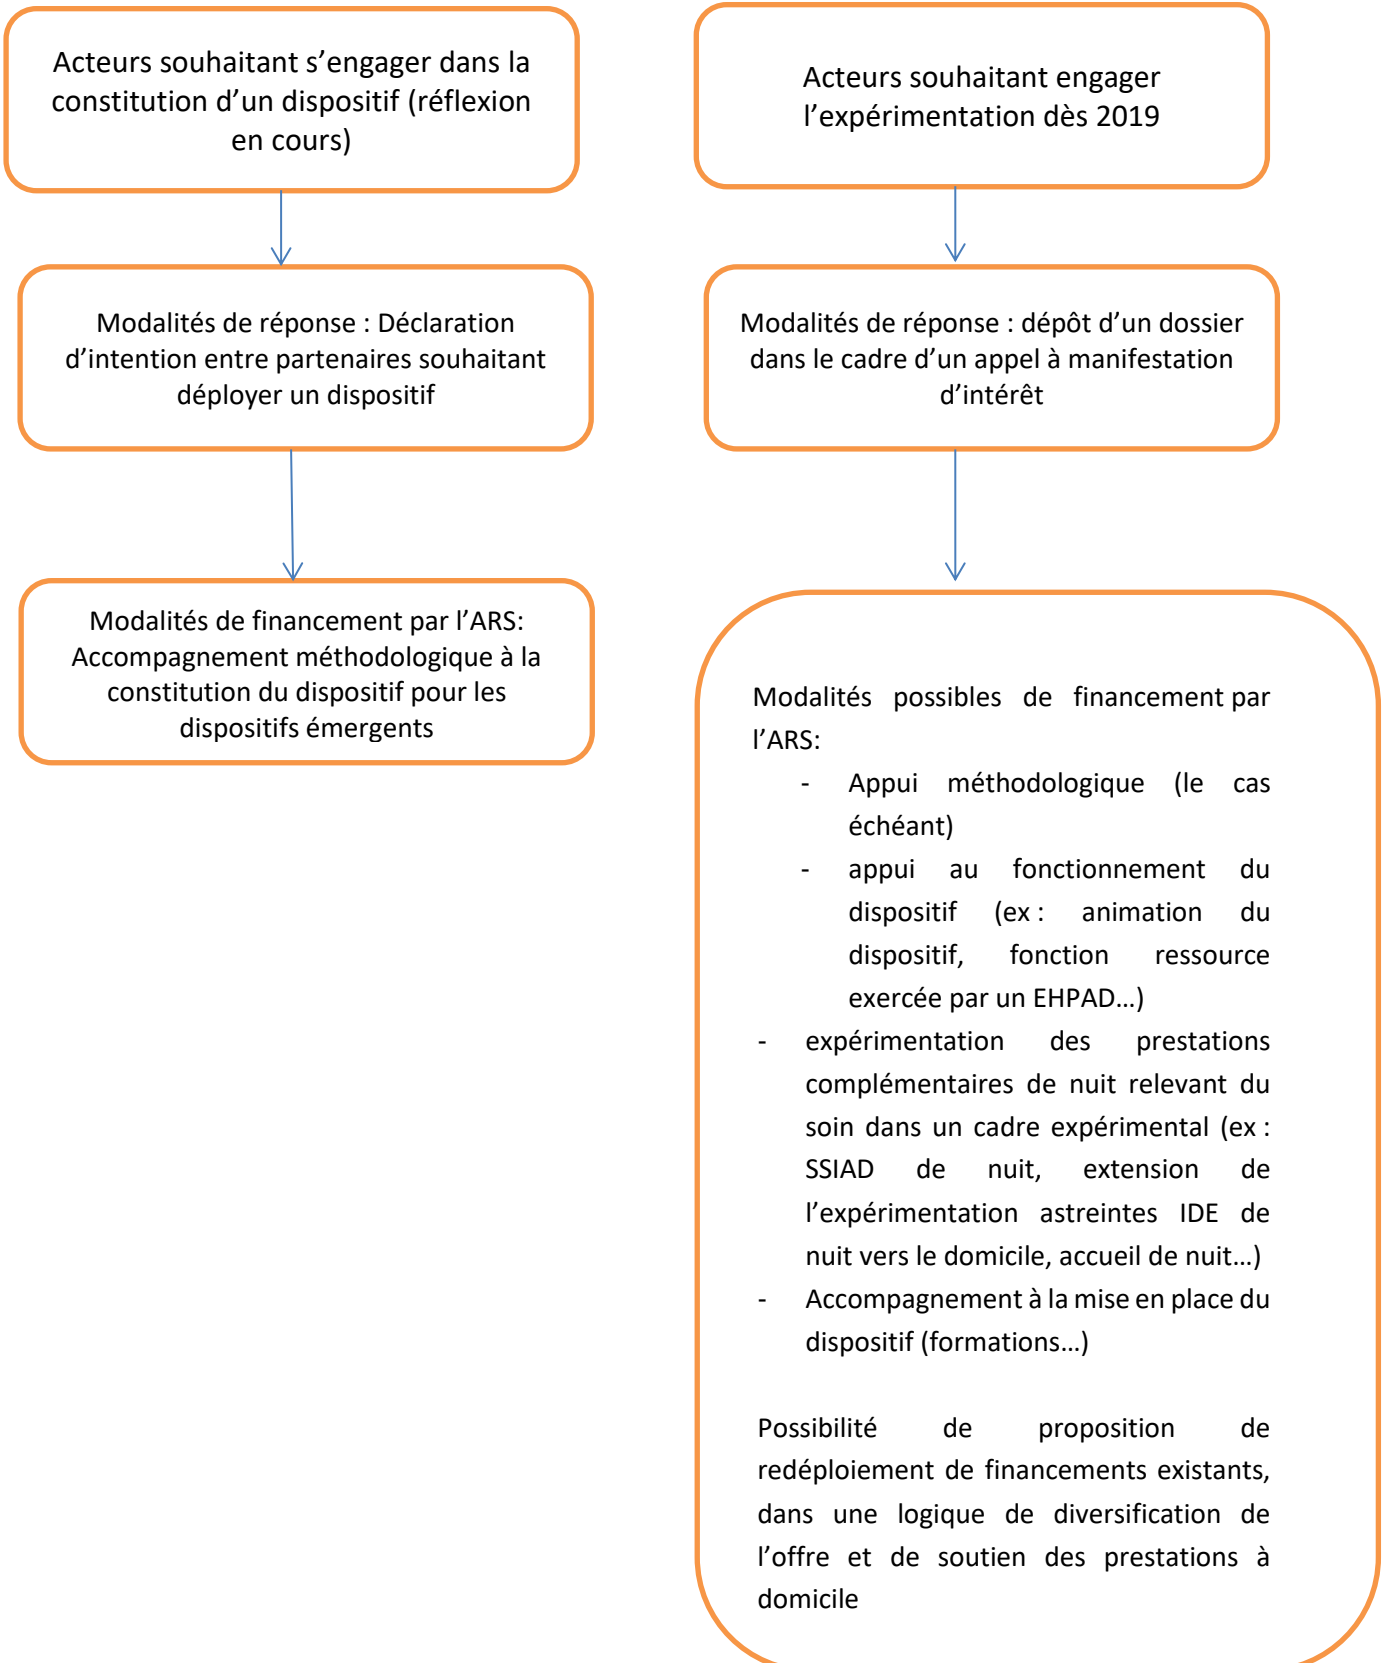 Acteurs souhaitant s’engager dans la
constitution d’un dispositif (réflexion
en cours)
Modalités de réponse : Déclaration
d’intention entre partenaires souhaitant
déployer un dispositif
Modalités de financement par l’ARS:
Accompagnement méthodologique à la
constitution du dispositif pour les
dispositifs émergents
Acteurs souhaitant engager
l’expérimentation dès 2019
Modalités de réponse : dépôt d’un dossier
dans le cadre d’un appel à manifestation
d’intérêt
Modalités possibles de financement par
l’ARS:
- Appui méthodologique (le cas
échéant)
- appui au fonctionnement du
dispositif (ex : animation du
dispositif, fonction ressource
exercée par un EHPAD…)
- expérimentation des prestations
complémentaires de nuit relevant du
soin dans un cadre expérimental (ex :
SSIAD de nuit, extension de
l’expérimentation astreintes IDE de
nuit vers le domicile, accueil de nuit…)
- Accompagnement à la mise en place du
dispositif (formations…)
Possibilité de proposition de
redéploiement de financements existants,
dans une logique de diversification de
l’offre et de soutien des prestations à
domicile